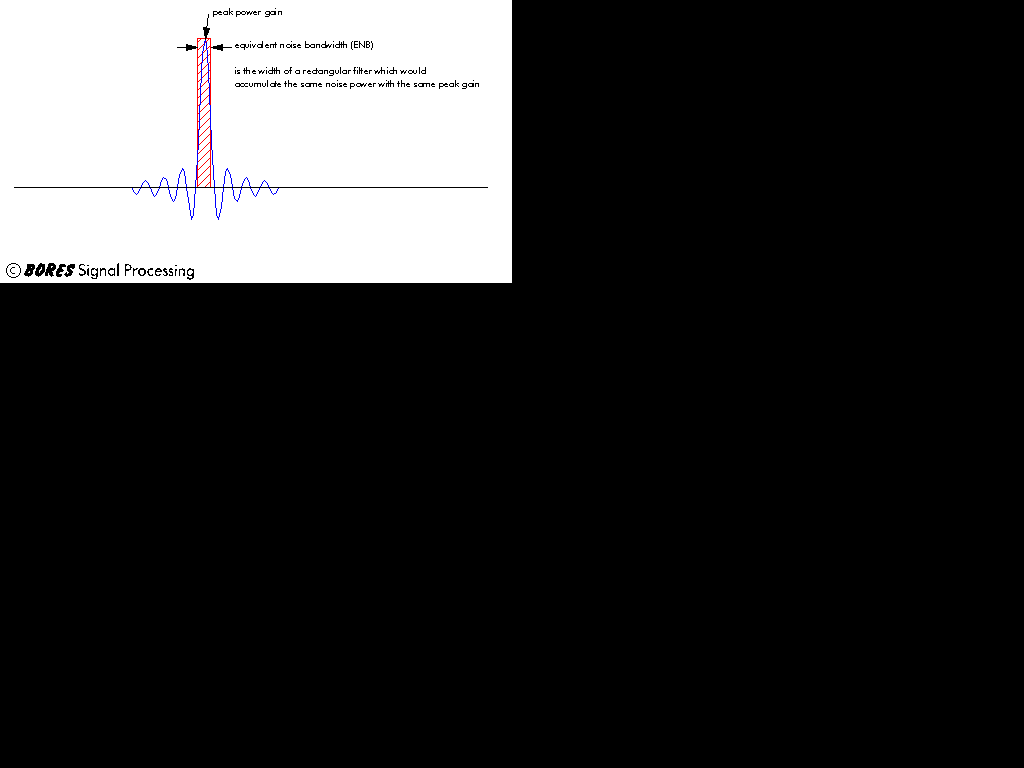 peak power gain
equivalent noise bandwidth (ENB)
is the width of a rectangular filter which would
accumulate the same noise power with the same peak gain
© BORES Signal Processing